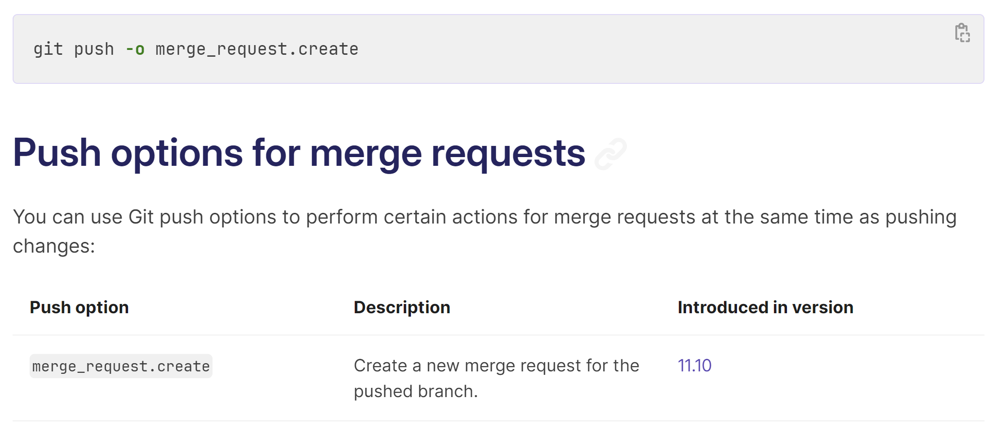 git push -o merge_request.create
Push options for merge requests
You can use Git push options to perform certain actions for merge requests at the same time as pushing
changes:
Push option Description Introduced in version
merge_request.create Create a new merge request for the 11.10
pushed branch.